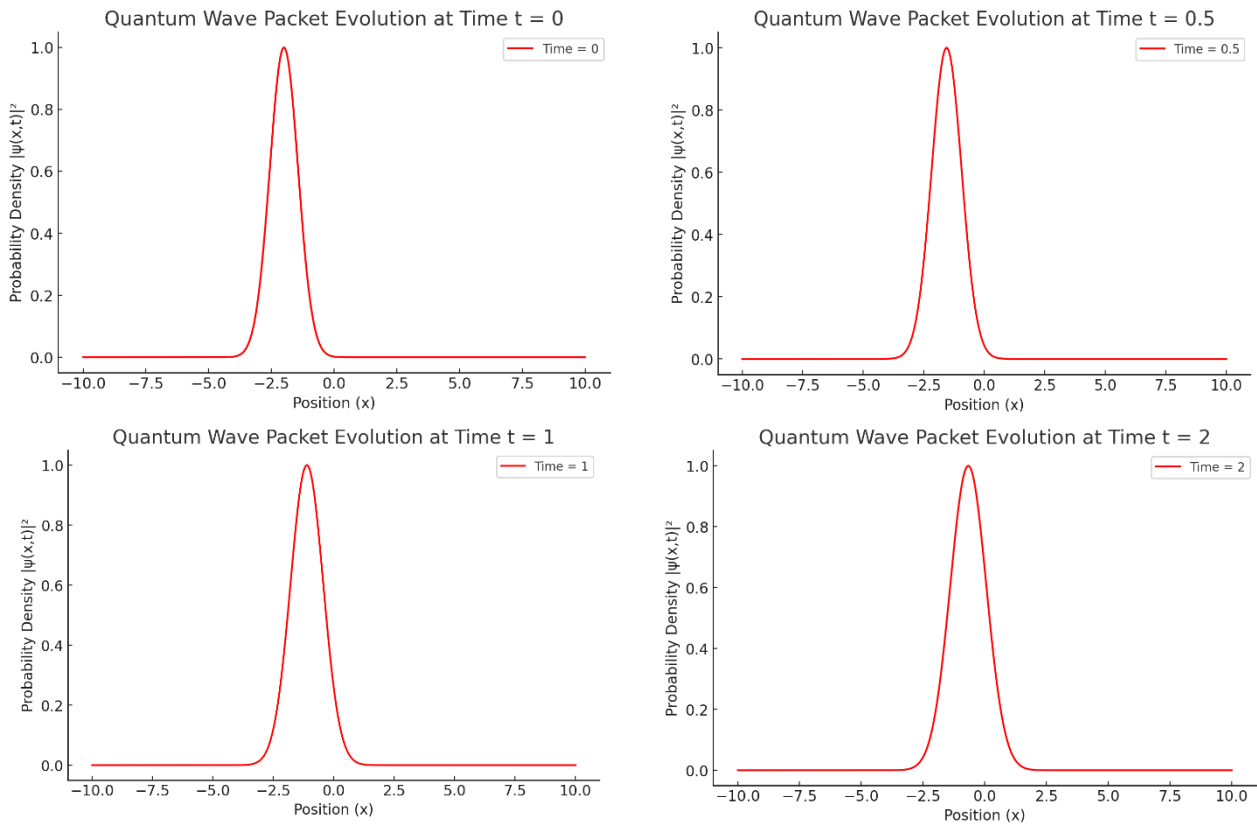 Quantum Wave Packet Evolution at Time t = 0
Time = 0
Probability Density |ψ(x,t)|²
1.0
0.8
0.6
0.4
0.2
0.0
−10.0 −7.5 −5.0 −2.5 0.0 2.5 5.0 7.5 10.0
Position (x)
Quantum Wave Packet Evolution at Time t = 0.5
Time = 0.5
Probability Density |ψ(x,t)|²
1.0
0.8
0.6
0.4
0.2
0.0
−10.0 −7.5 −5.0 −2.5 0.0 2.5 5.0 7.5 10.0
Position (x)
Quantum Wave Packet Evolution at Time t = 1
Time = 1
Probability Density |ψ(x,t)|²
1.0
0.8
0.6
0.4
0.2
0.0
−10.0 −7.5 −5.0 −2.5 0.0 2.5 5.0 7.5 10.0
Position (x)
Quantum Wave Packet Evolution at Time t = 2
Time = 2
Probability Density |ψ(x,t)|²
1.0
0.8
0.6
0.4
0.2
0.0
−10.0 −7.5 −5.0 −2.5 0.0 2.5 5.0 7.5 10.0
Position (x)